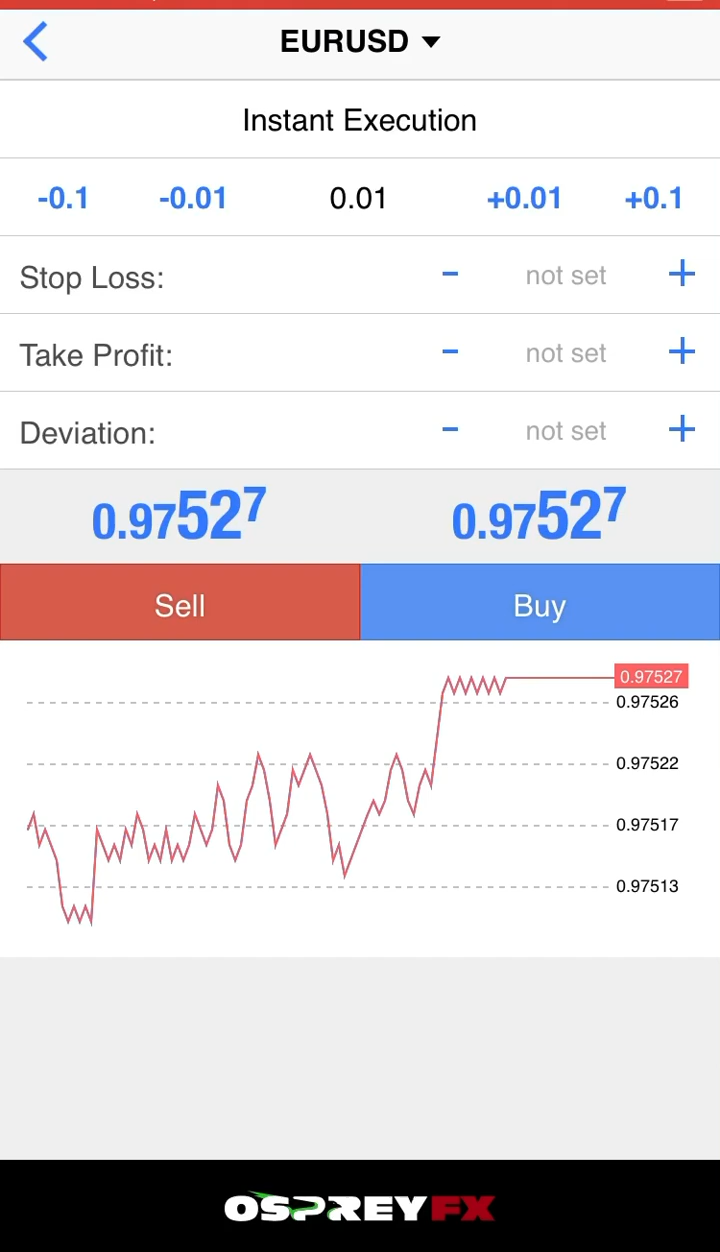 EURUSD
Instant Execution
-0.1 -0.01 0.01 +0.01 +0.1
Stop Loss: - not set +
Take Profit: - not set +
Deviation: - not set +
0.97527 0.97527
Sell Buy
0.97527
0.97526
0.97522
0.97517
0.97513
OSPREYFX